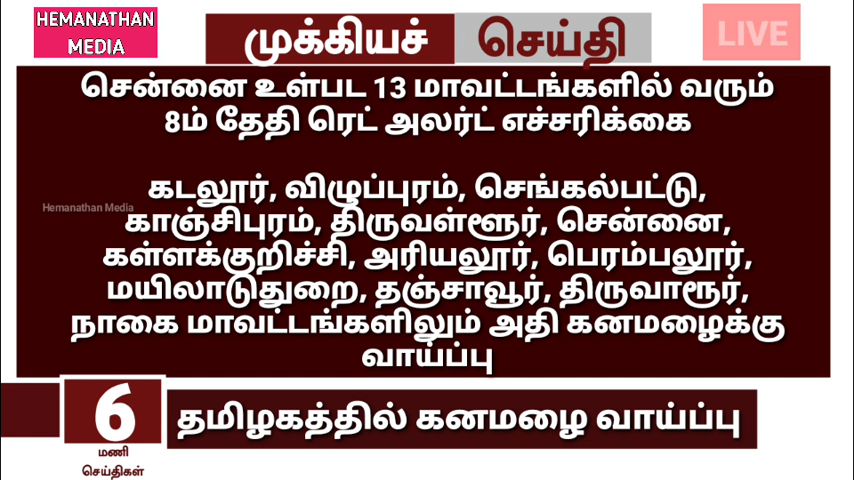 HEMANATHAN
MEDIA
முக்கியச் செய்தி
LIVE
சென்னை உள்பட 13 மாவட்டங்களில் வரும்
8ம் தேதி ரெட் அலர்ட் எச்சரிக்கை
கடலூர், விழுப்புரம், செங்கல்பட்டு,
Hemanathan Media
காஞ்சிபுரம், திருவள்ளூர், சென்னை,
கள்ளக்குறிச்சி, அரியலூர், பெரம்பலூர்,
மயிலாடுதுறை, தஞ்சாவூர், திருவாரூர்,
நாகை மாவட்டங்களிலும் அதி கனமழைக்கு
வாய்ப்பு
6
மணி
செய்திகள்
தமிழகத்தில் கனமழை வாய்ப்பு